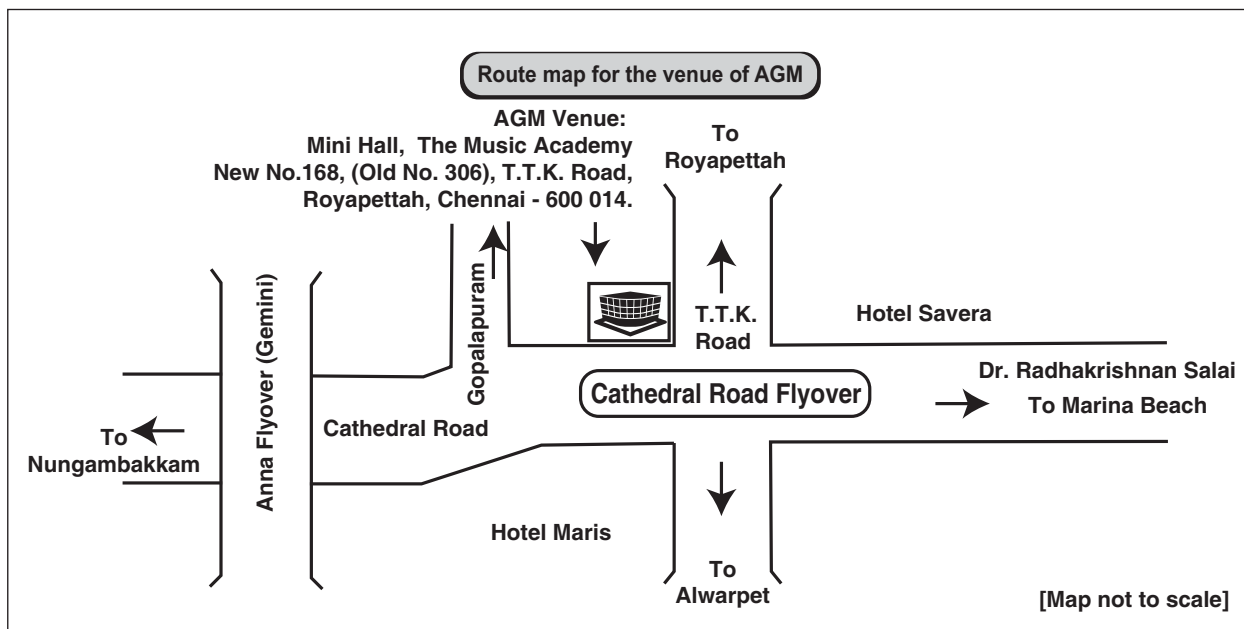 Route map for the venue of AGM
AGM Venue:
Mini Hall, The Music Academy
New No.168, (Old No. 306), T.T.K. Road,
Royapettah, Chennai - 600 014.
To
Royapettah
Anna Flyover (Gemini)
Gopalapuram
T.T.K.
Road
Hotel Savera
Dr. Radhakrishnan Salai
To Marina Beach
Cathedral Road Flyover
Cathedral Road
To
Nungambakkam
Hotel Maris
To
Alwarpet
[Map not to scale]